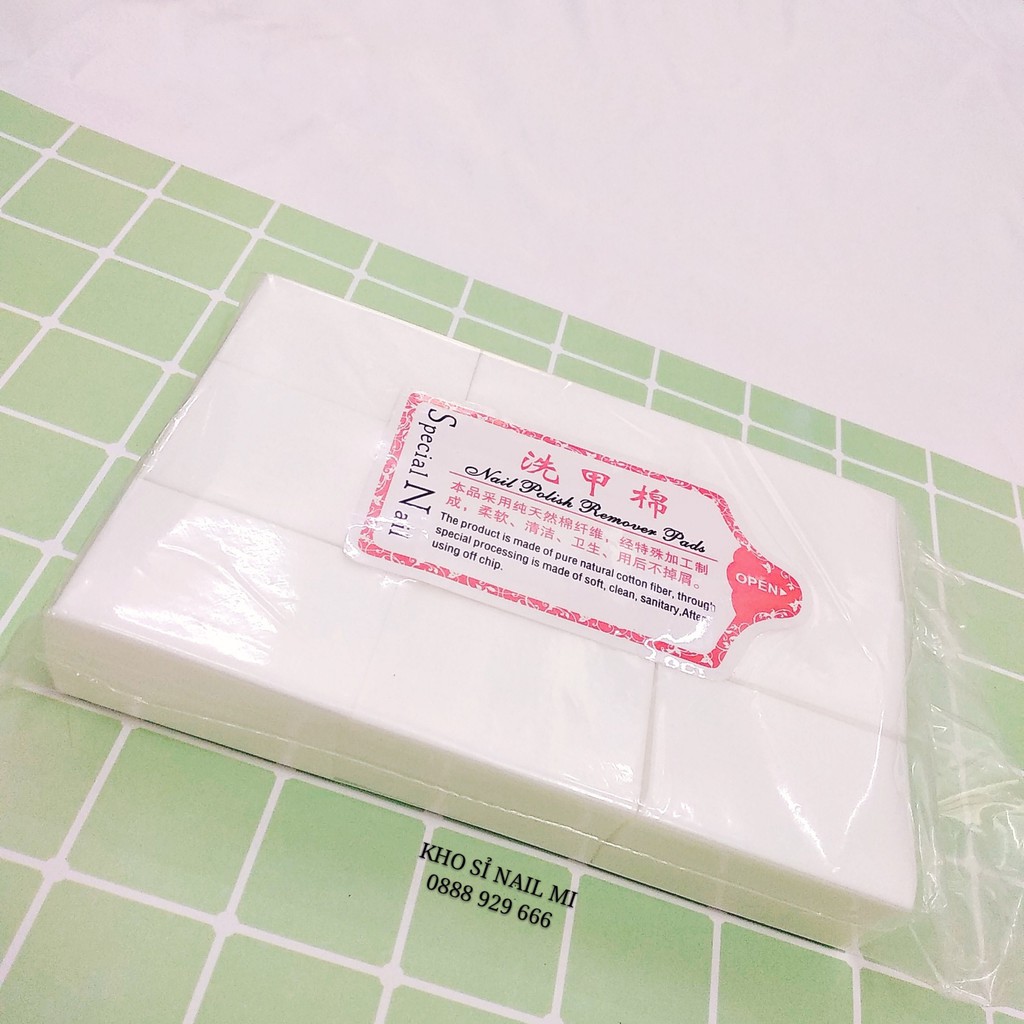 Special Nail
洗甲棉
Nail Polish Remover Pads
本品采用纯天然棉纤维，经特殊加工制
成，柔软、清洁、卫生、用后不掉屑。
The product is made of pure natural cotton fiber, through
special processing is made of soft, clean, sanitary.After
using off chip.
OPEN
KHO SỈ NAIL MI
0888 929 666